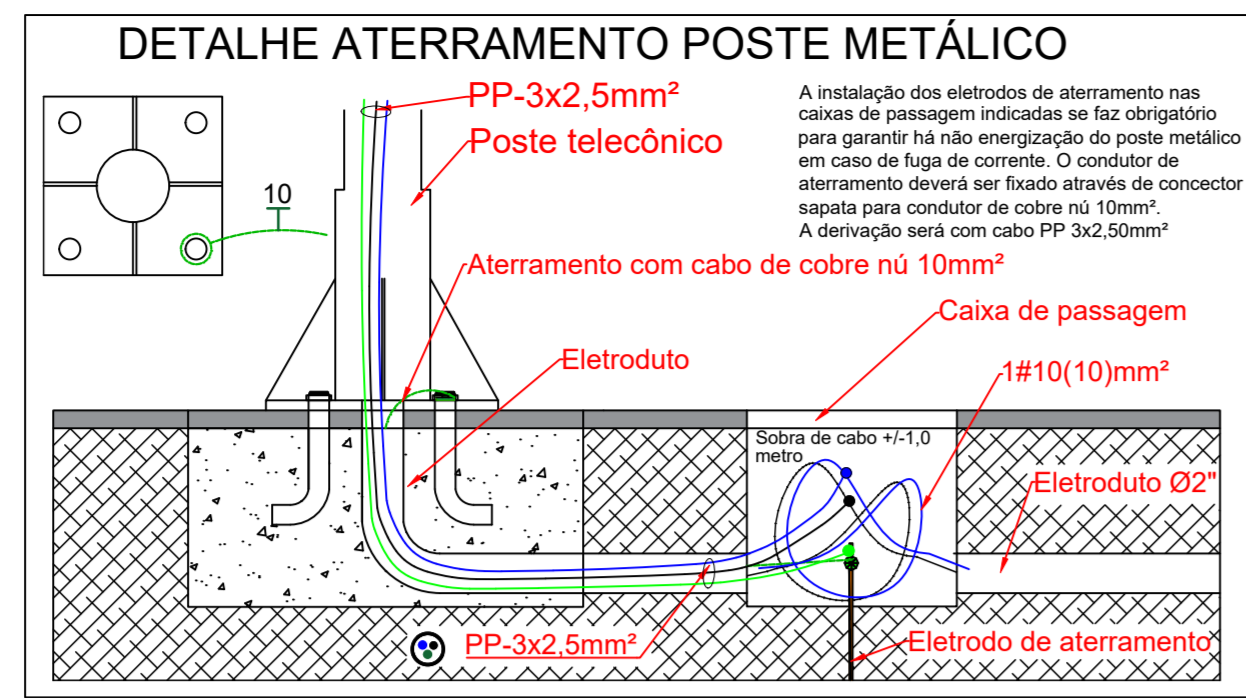 DETALHE ATERRAMENTO POSTE METÁLICO
PP-3x2,5mm²
Poste telecônico
A instalação dos eletrodos de aterramento nas
caixas de passagem indicadas se faz obrigatório
para garantir há não energização do poste metálico
em caso de fuga de corrente. O condutor de
aterramento deverá ser fixado através de concector
sapata para condutor de cobre nú 10mm².
A derivação será com cabo PP 3x2,50mm²
10
Aterramento com cabo de cobre nú 10mm²
Caixa de passagem
Eletroduto
1#10(10)mm²
Sobra de cabo +/-1,0
metro
Eletroduto Ø2"
PP-3x2,5mm²
Eletrodo de aterramento